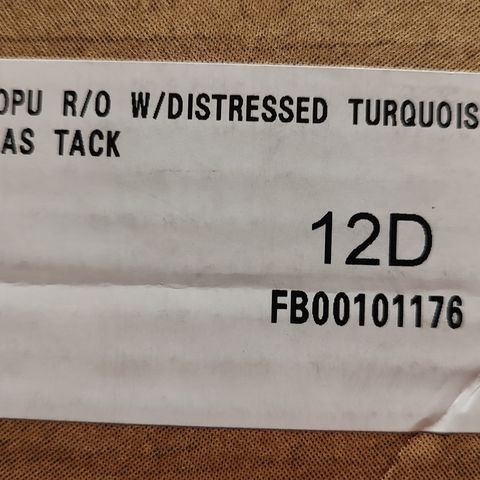 OPU R/O W/DISTRESSED TURQUOIS
AS TACK
12D
FB00101176